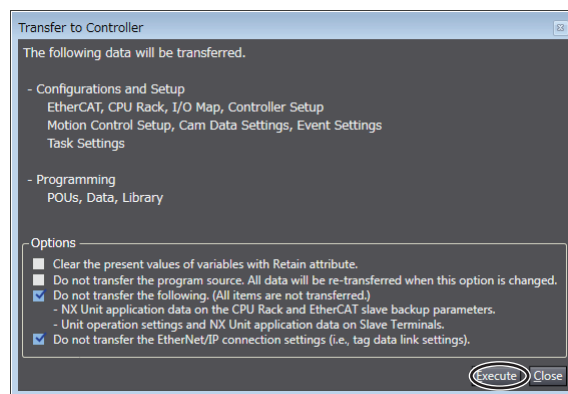 Transfer to Controller
The following data will be transferred.
- Configurations and Setup
EtherCAT, CPU Rack, I/O Map, Controller Setup
Motion Control Setup, Cam Data Settings, Event Settings
Task Settings
- Programming
POUs, Data, Library
Options
Clear the present values of variables with Retain attribute.
Do not transfer the program source. All data will be re-transferred when this option is changed.
Do not transfer the following. (All items are not transferred.)
- NX Unit application data on the CPU Rack and EtherCAT slave backup parameters.
- Unit operation settings and NX Unit application data on Slave Terminals.
Do not transfer the EtherNet/IP connection settings (i.e., tag data link settings).
Execute Close